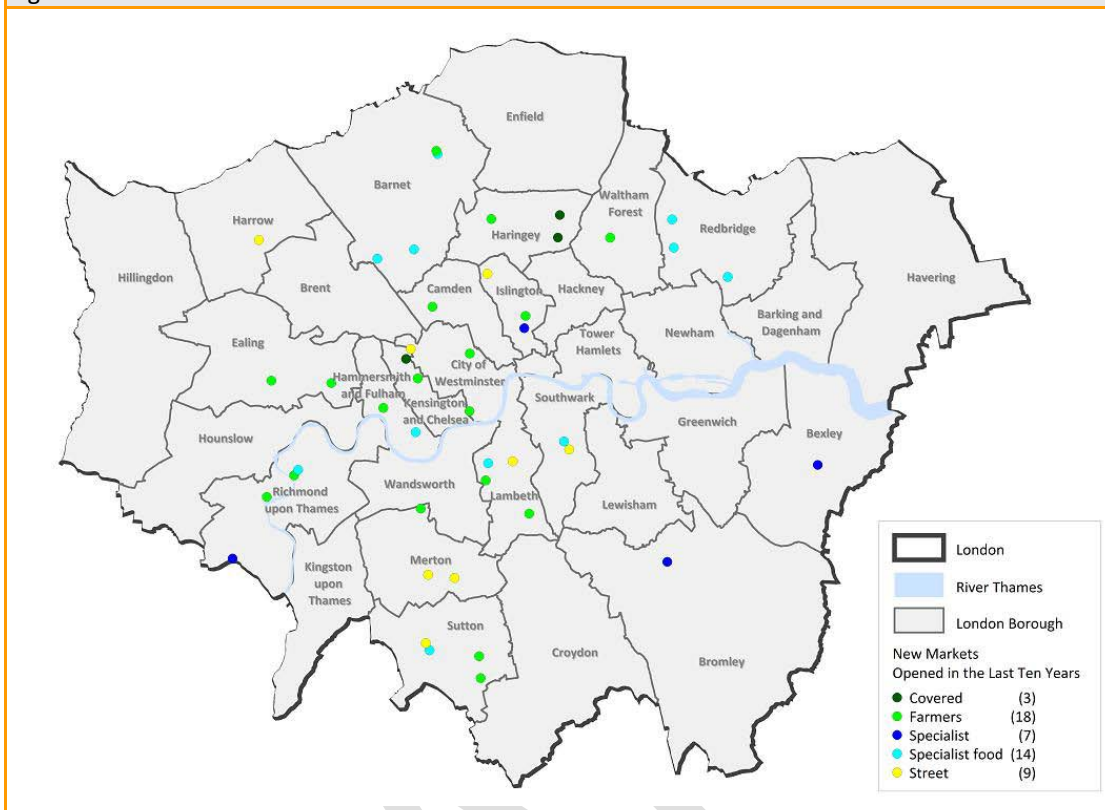 Enfield
Barnet
Waltham
Forest
Harrow
Redbridge
Haringey
Hillingdon
Brent
Camden
Islington
Hackney
Havering
Barking and
Dagenham
Newham
Tower
Hamlets
Ealing
City of
Westminster
Hammersmith
and Fulham
Kensington
and Chelsea
Southwark
Greenwich
Hounslow
Bexley
Wandsworth
Richmond
upon Thames
Lambeth
Lewisham
Merton
Kingston
upon
Thames
Sutton
Croydon
Bromley
London
River Thames
London Borough
New Markets
Opened in the Last Ten Years
Covered (3)
Farmers (18)
Specialist (7)
Specialist food (14)
Street (9)